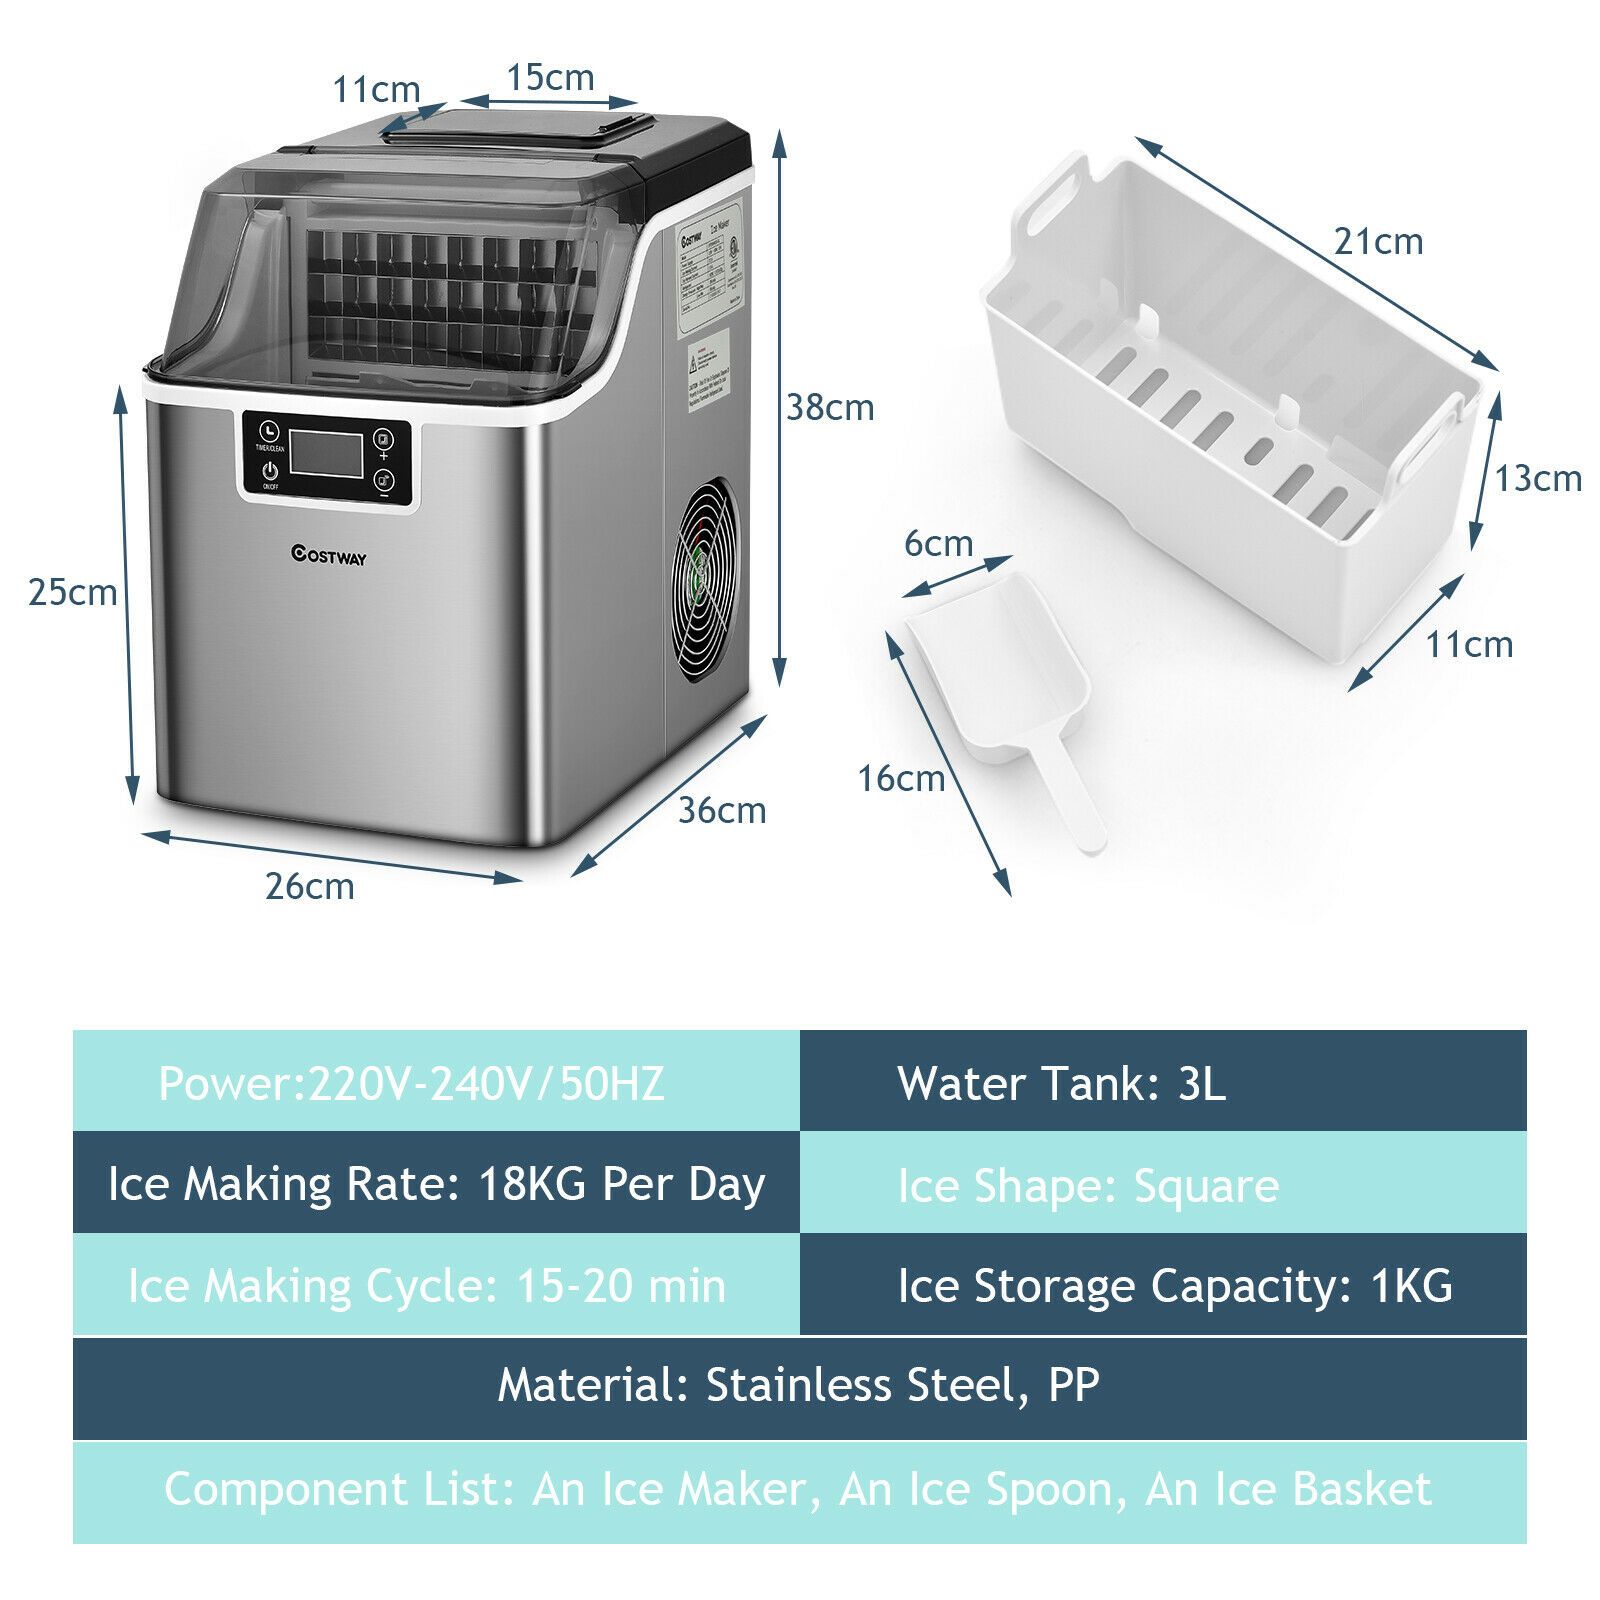 11cm
15cm
COSTWAY Ice Maker
38cm
25cm
TIMER/CLEAN
ON/OFF
+
−
COSTWAY
36cm
26cm
21cm
13cm
11cm
6cm
16cm
Power:220V-240V/50HZ
Water Tank: 3L
Ice Making Rate: 18KG Per Day
Ice Shape: Square
Ice Making Cycle: 15-20 min
Ice Storage Capacity: 1KG
Material: Stainless Steel, PP
Component List: An Ice Maker, An Ice Spoon, An Ice Basket